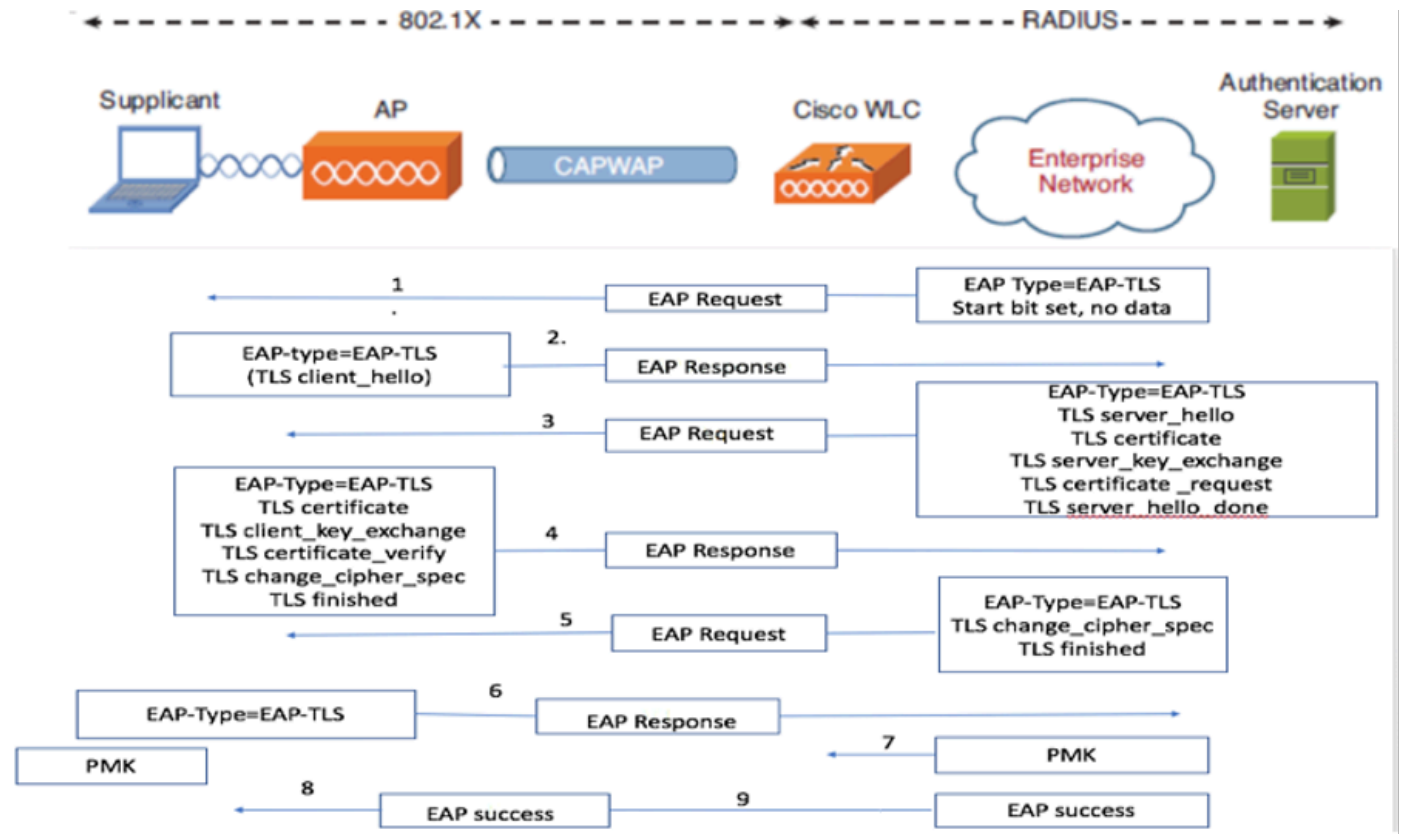 802.1X
RADIUS
Supplicant
AP
Cisco WLC
Authentication
Server
CAPWAP
Enterprise
Network
1
.
EAP Request
EAP Type=EAP-TLS
Start bit set, no data
EAP-type=EAP-TLS
(TLS client_hello)
2.
EAP Response
3
EAP Request
EAP-Type=EAP-TLS
TLS server_hello
TLS certificate
TLS server_key_exchange
TLS certificate _request
TLS server_hello_done
EAP-Type=EAP-TLS
TLS certificate
TLS client_key_exchange
TLS certificate_verify
TLS change_cipher_spec
TLS finished
4
EAP Response
5
EAP Request
EAP-Type=EAP-TLS
TLS change_cipher_spec
TLS finished
EAP-Type=EAP-TLS
6
EAP Response
7
PMK
PMK
8
EAP success
9
EAP success